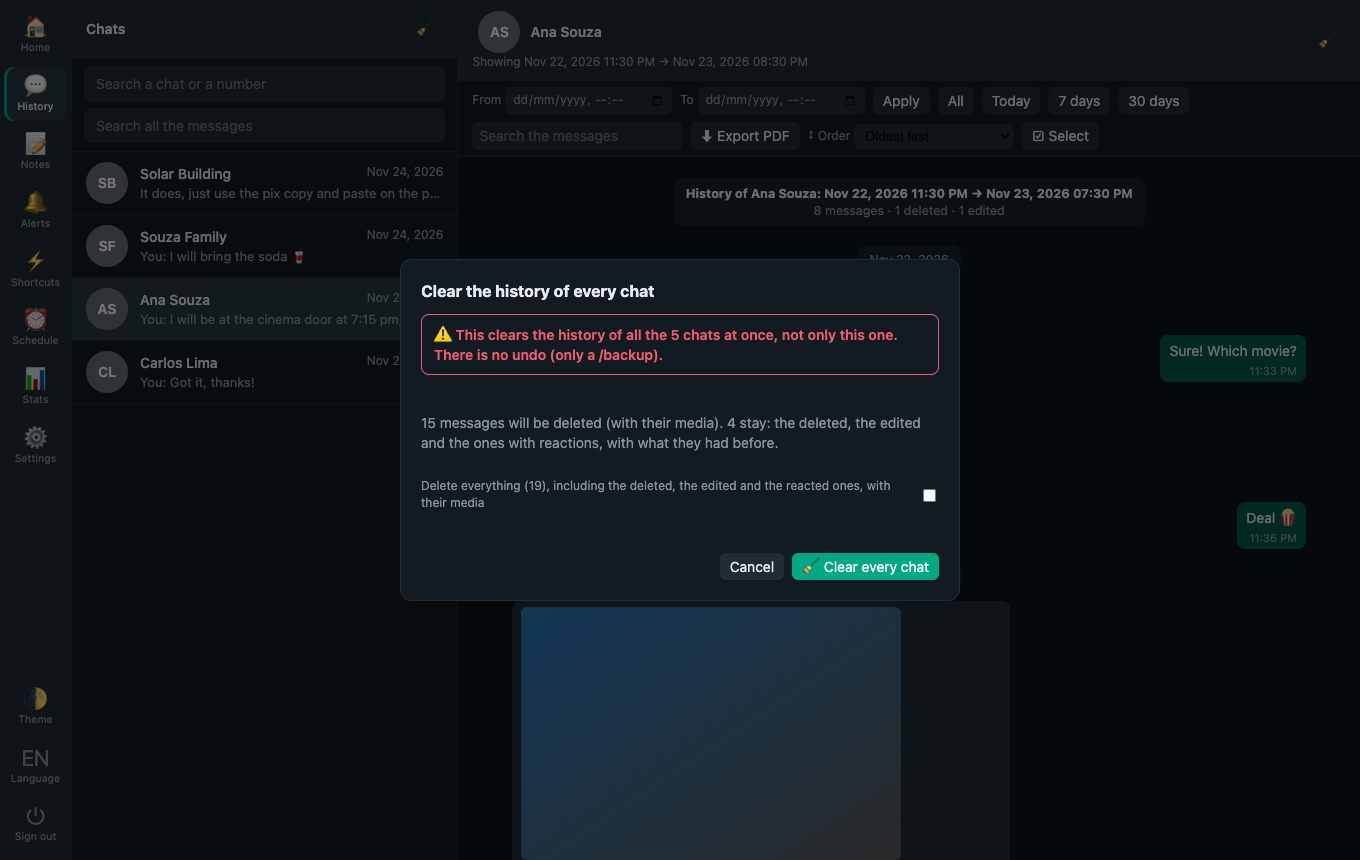 Home
History
Notes
Alerts
Shortcuts
Schedule
Stats
Settings
Theme
EN
Language
Sign out
Chats
Search a chat or a number
Search all the messages
SB
Solar Building
Nov 24, 2026
It does, just use the pix copy and paste on the p...
SF
Souza Family
Nov 24, 2026
You: I will bring the soda 🥤
AS
Ana Souza
Nov 2
You: I will be at the cinema door at 7:15 pm,
CL
Carlos Lima
Nov 2
You: Got it, thanks!
AS
Ana Souza
Showing Nov 22, 2026 11:30 PM → Nov 23, 2026 08:30 PM
From dd/mm/yyyy, --:-- To dd/mm/yyyy, --:-- Apply All Today 7 days 30 days
Search the messages ⬇ Export PDF ↕ Order Oldest first ☑ Select
History of Ana Souza: Nov 22, 2026 11:30 PM → Nov 23, 2026 07:30 PM
8 messages · 1 deleted · 1 edited
Nov 22, 2026
Sure! Which movie?
11:33 PM
Deal 🍿
11:36 PM
Clear the history of every chat
⚠️ This clears the history of all the 5 chats at once, not only this one.
There is no undo (only a /backup).
15 messages will be deleted (with their media). 4 stay: the deleted, the edited
and the ones with reactions, with what they had before.
Delete everything (19), including the deleted, the edited and the reacted ones, with
their media
Cancel
🧹 Clear every chat